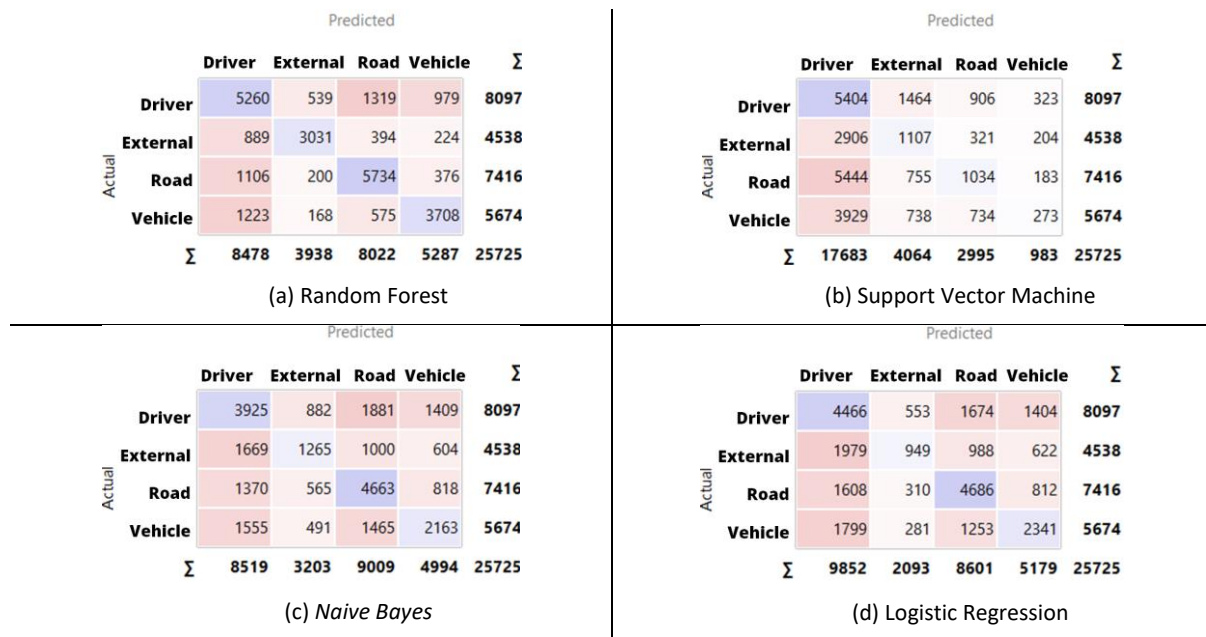 Predicted
Driver External Road Vehicle Σ
Driver 5260 539 1319 979 8097
External 889 3031 394 224 4538
Road 1106 200 5734 376 7416
Vehicle 1223 168 575 3708 5674
Σ 8478 3938 8022 5287 25725
Actual
(a) Random Forest
Predicted
Driver External Road Vehicle Σ
Driver 5404 1464 906 323 8097
External 2906 1107 321 204 4538
Road 5444 755 1034 183 7416
Vehicle 3929 738 734 273 5674
Σ 17683 4064 2995 983 25725
Actual
(b) Support Vector Machine
Predicted
Driver External Road Vehicle Σ
Driver 3925 882 1881 1409 8097
External 1669 1265 1000 604 4538
Road 1370 565 4663 818 7416
Vehicle 1555 491 1465 2163 5674
Σ 8519 3203 9009 4994 25725
Actual
(c) Naive Bayes
Predicted
Driver External Road Vehicle Σ
Driver 4466 553 1674 1404 8097
External 1979 949 988 622 4538
Road 1608 310 4686 812 7416
Vehicle 1799 281 1253 2341 5674
Σ 9852 2093 8601 5179 25725
Actual
(d) Logistic Regression